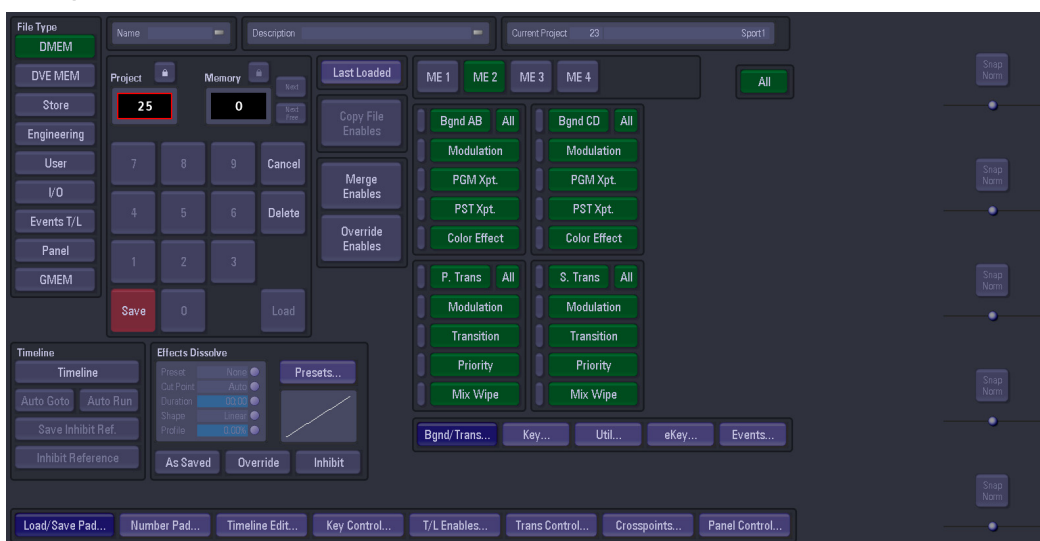 File Type
DMEM
DVE MEM
Store
Engineering
User
I/O
Events T/L
Panel
GMEM
Name
Description
Current Project 23 Sport1
Project
Memory
Next
25
0
Next Free
7 8 9 Cancel
4 5 6 Delete
1 2 3
Save 0 Load
Last Loaded
Copy File
Enables
Merge
Enables
Override
Enables
ME 1 ME 2 ME 3 ME 4
All
Bgnd AB All
Modulation
PGM Xpt.
PST Xpt.
Color Effect
Bgnd CD All
Modulation
PGM Xpt.
PST Xpt.
Color Effect
P. Trans All
Modulation
Transition
Priority
Mix Wipe
S. Trans All
Modulation
Transition
Priority
Mix Wipe
Bgnd/Trans... Key... Util... eKey... Events...
Timeline
Timeline
Auto Goto Auto Run
Save Inhibit Ref.
Inhibit Reference
Effects Dissolve
Preset None
Cut Point Auto
Duration 00:00
Shape Linear
Profile 0.00%
Presets...
As Saved Override Inhibit
Snap
Norm
Snap
Norm
Snap
Norm
Snap
Norm
Snap
Norm
Load/Save Pad... Number Pad... Timeline Edit... Key Control... T/L Enables... Trans Control... Crosspoints... Panel Control...